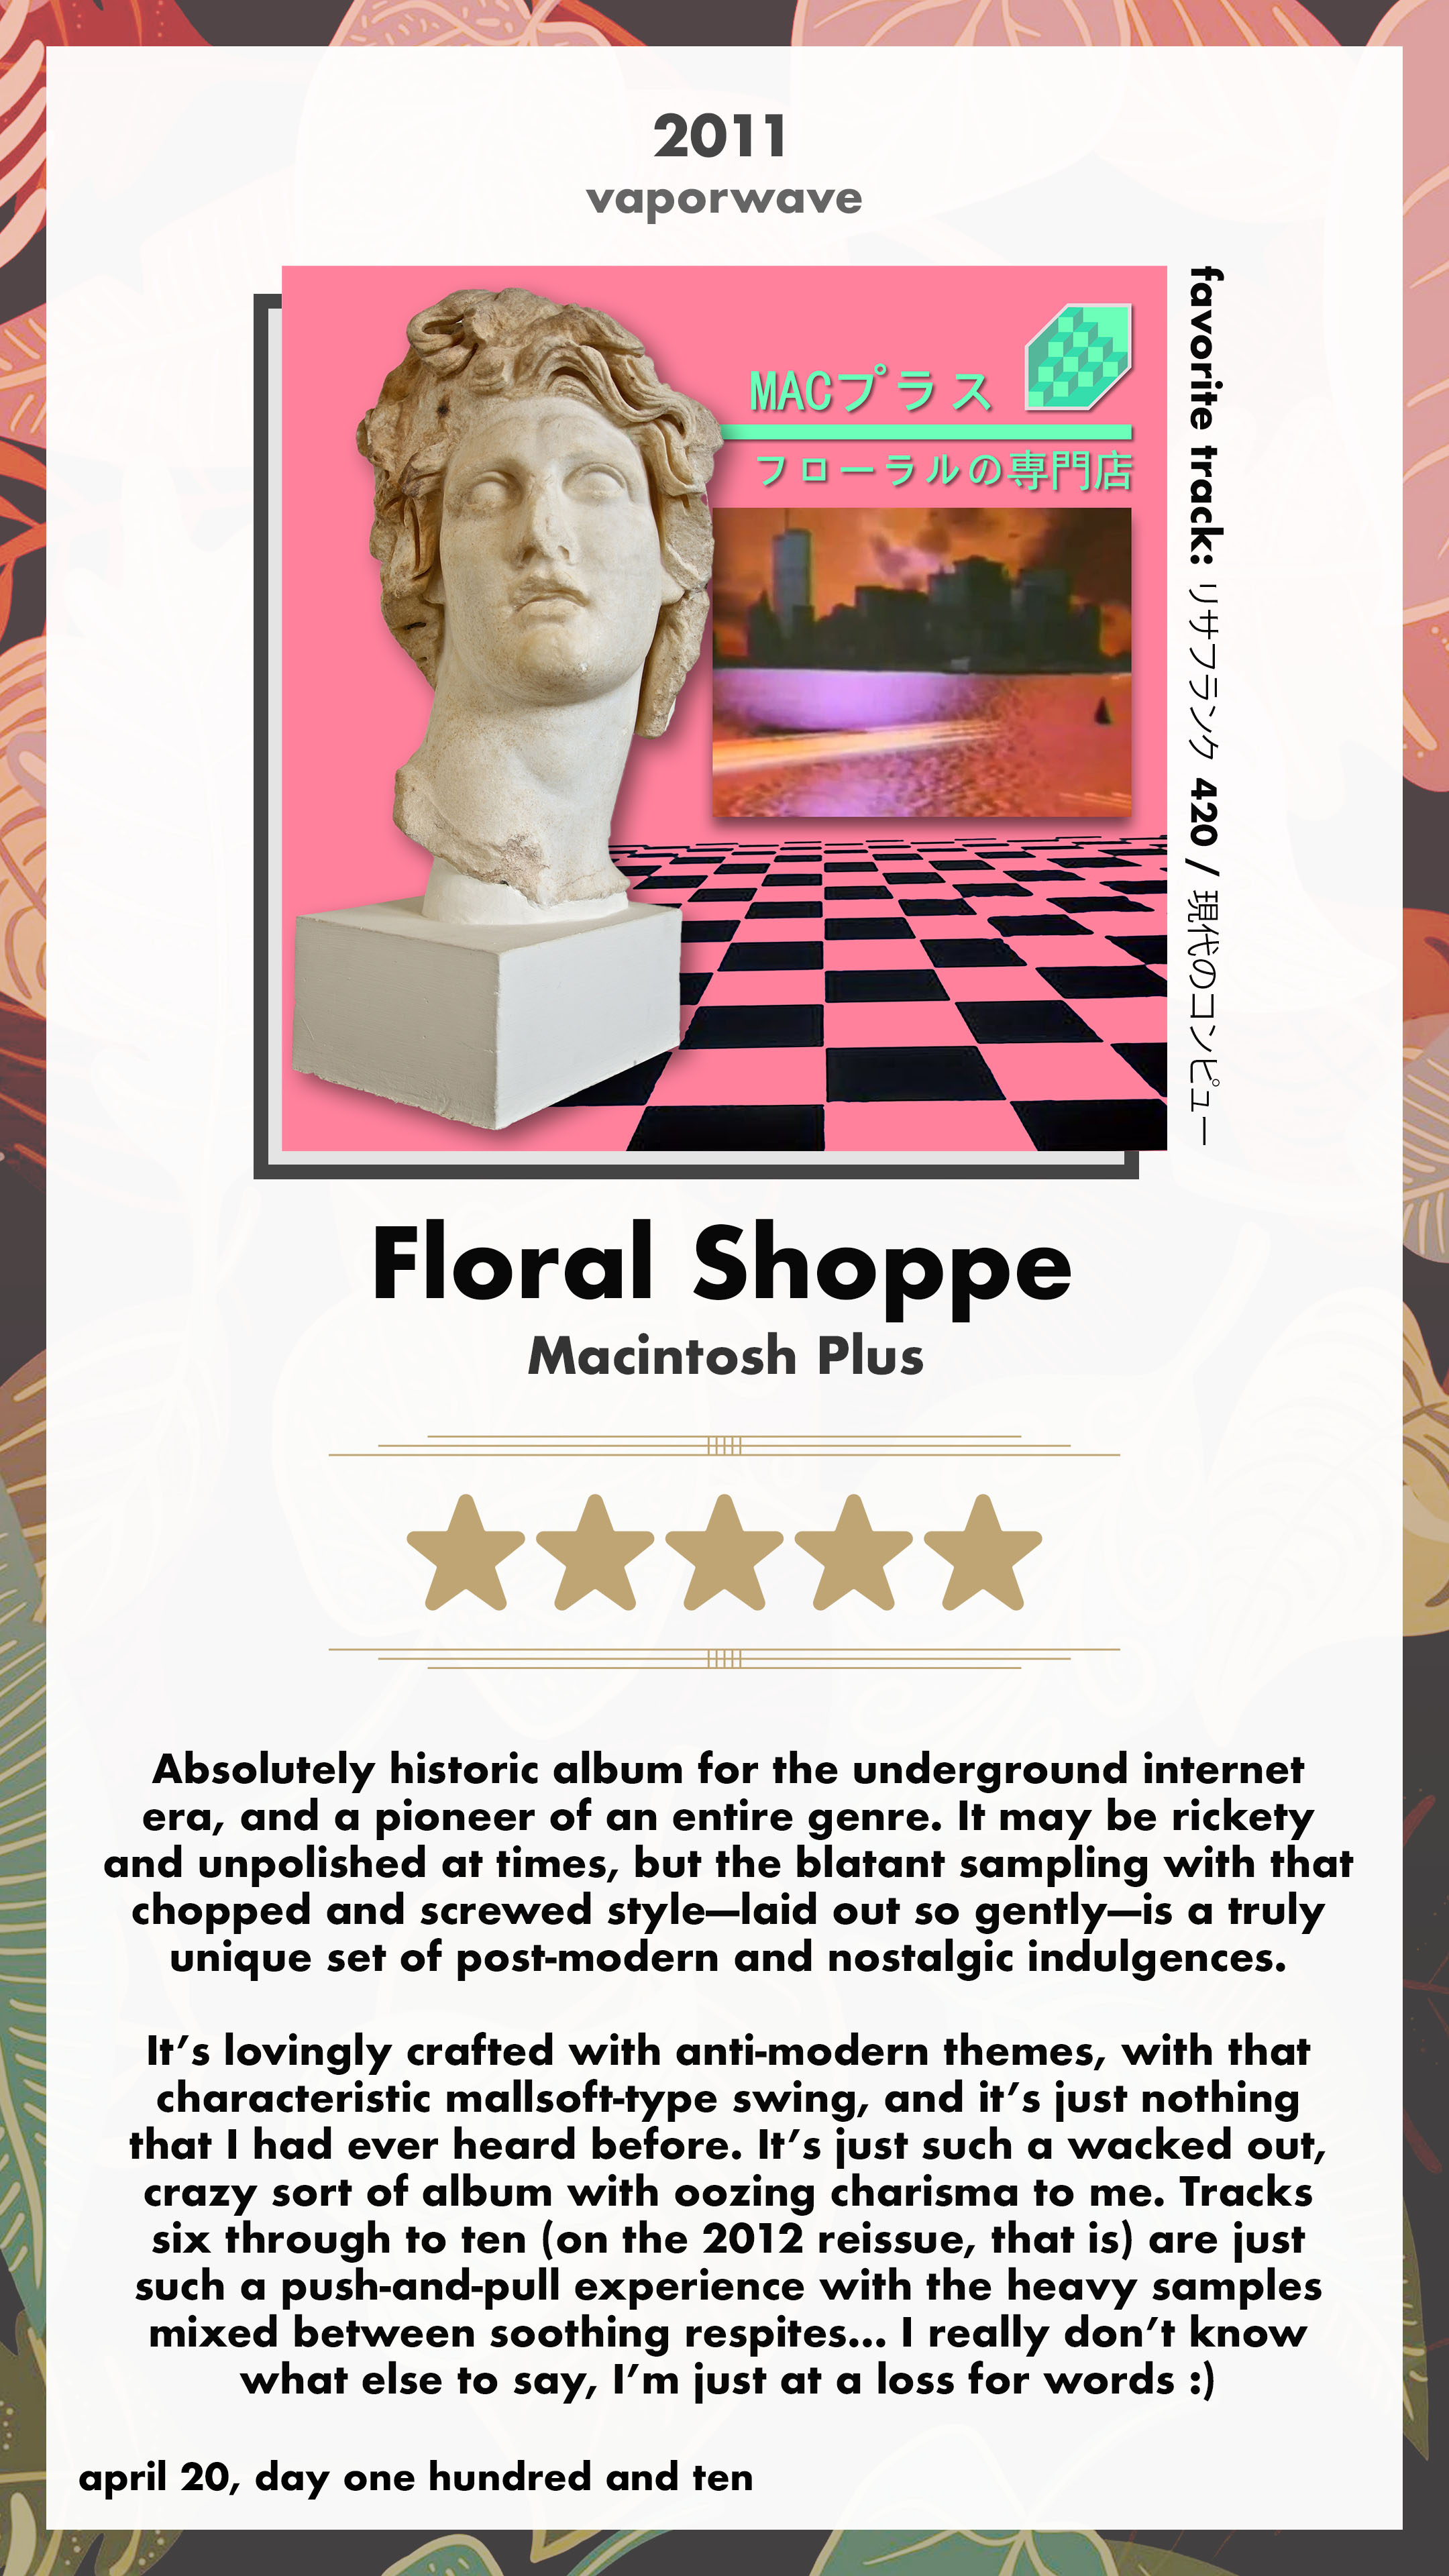 2011
vaporwave
MACプラス
フローラルの専門店
favorite track: リサフランク 420 / 現代のコンピュー
Floral Shoppe
Macintosh Plus
Absolutely historic album for the underground internet
era, and a pioneer of an entire genre. It may be rickety
and unpolished at times, but the blatant sampling with that
chopped and screwed style—laid out so gently—is a truly
unique set of post-modern and nostalgic indulgences.
It’s lovingly crafted with anti-modern themes, with that
characteristic mallsoft-type swing, and it’s just nothing
that I had ever heard before. It’s just such a wacked out,
crazy sort of album with oozing charisma to me. Tracks
six through to ten (on the 2012 reissue, that is) are just
such a push-and-pull experience with the heavy samples
mixed between soothing respites... I really don’t know
what else to say, I’m just at a loss for words :)
april 20, day one hundred and ten